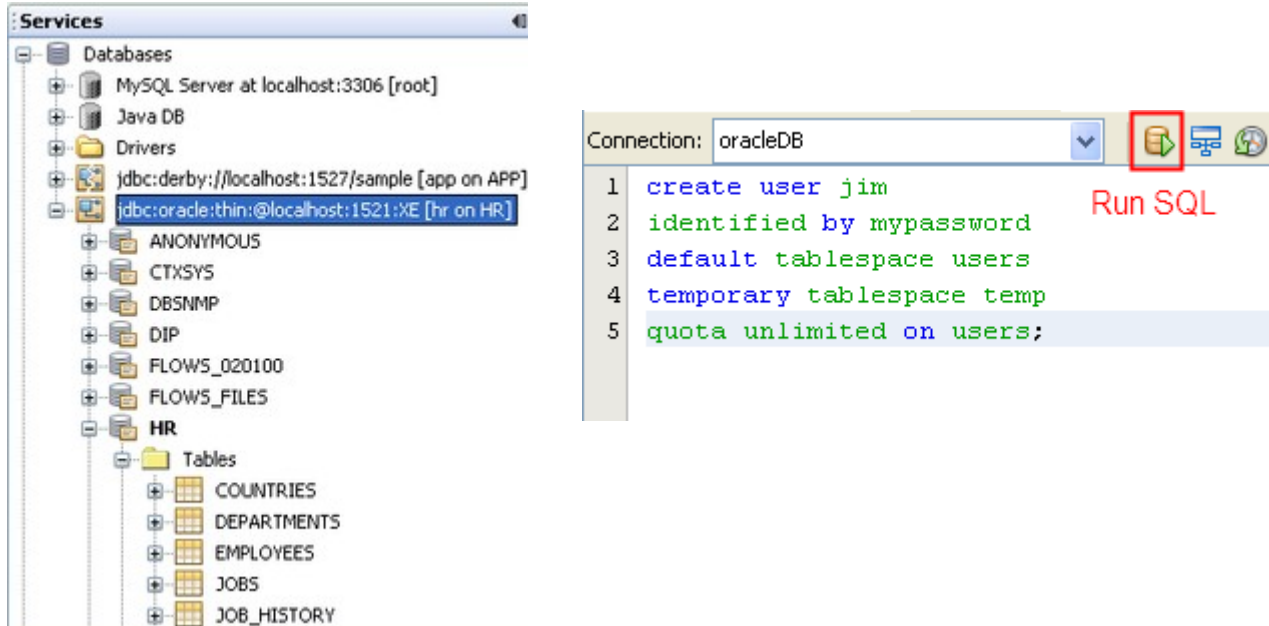 Services
Databases
MySQL Server at localhost:3306 [root]
Java DB
Drivers
jdbc:derby://localhost:1527/sample [app on APP]
jdbc:oracle:thin:@localhost:1521:XE [hr on HR]
ANONYMOUS
CTXSYS
DBSNMP
DIP
FLOWS_020100
FLOWS_FILES
HR
Tables
COUNTRIES
DEPARTMENTS
EMPLOYEES
JOBS
JOB_HISTORY
Connection: oracleDB
1 create user jim
2 identified by mypassword
3 default tablespace users
4 temporary tablespace temp
5 quota unlimited on users;
Run SQL